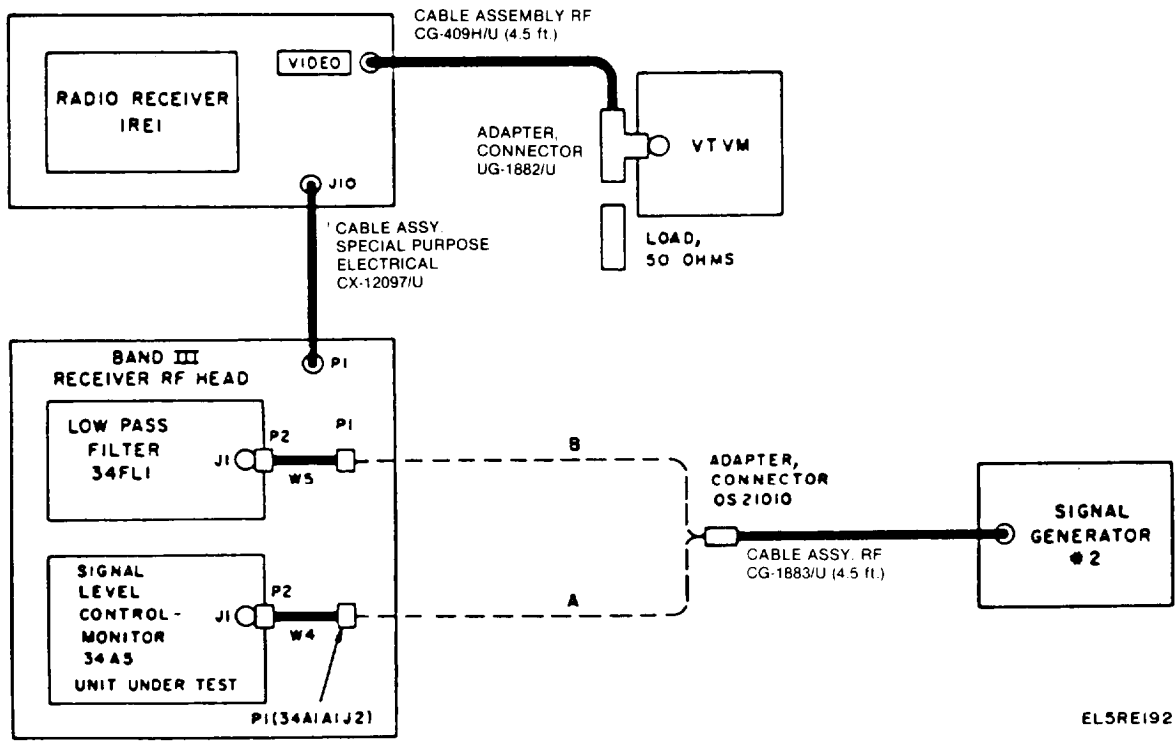 CABLE ASSEMBLY RF
CG-409H/U (4.5 ft.)
VIDEO
RADIO RECEIVER
IREI
ADAPTER,
CONNECTOR
UG-1882/U
VTVM
J10
CABLE ASSY.
SPECIAL PURPOSE
ELECTRICAL
CX-12097/U
LOAD,
50 OHMS
BAND III
RECEIVER RF HEAD
P1
LOW PASS
FILTER
34FL1
J1
P2
P1
W5
B
ADAPTER,
CONNECTOR
OS21010
SIGNAL
GENERATOR
#2
CABLE ASSY. RF
CG-1883/U (4.5 ft.)
SIGNAL
LEVEL
CONTROL-
MONITOR
34A5
UNIT UNDER TEST
J1
P2
W4
A
P1(34A1A1J2)
EL5RE192